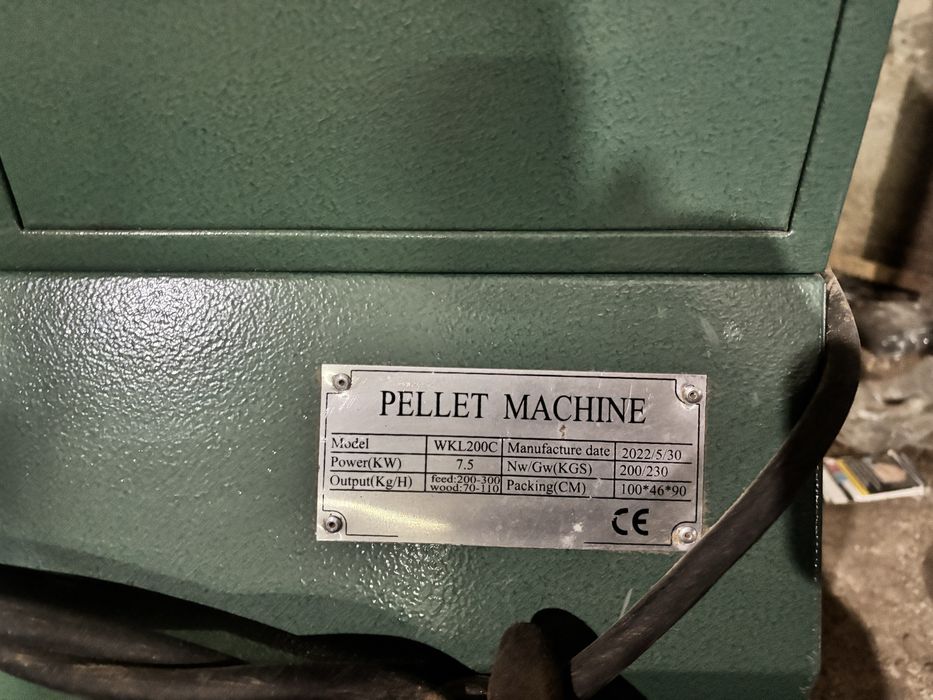 PELLET MACHINE
Model WKL200C Manufacture date 2022/5/30
Power(KW) 7.5 Nw/Gw(KGS) 200/230
Output(Kg/H) feed:200-300 wood:70-110 Packing(CM) 100*46*90
CE